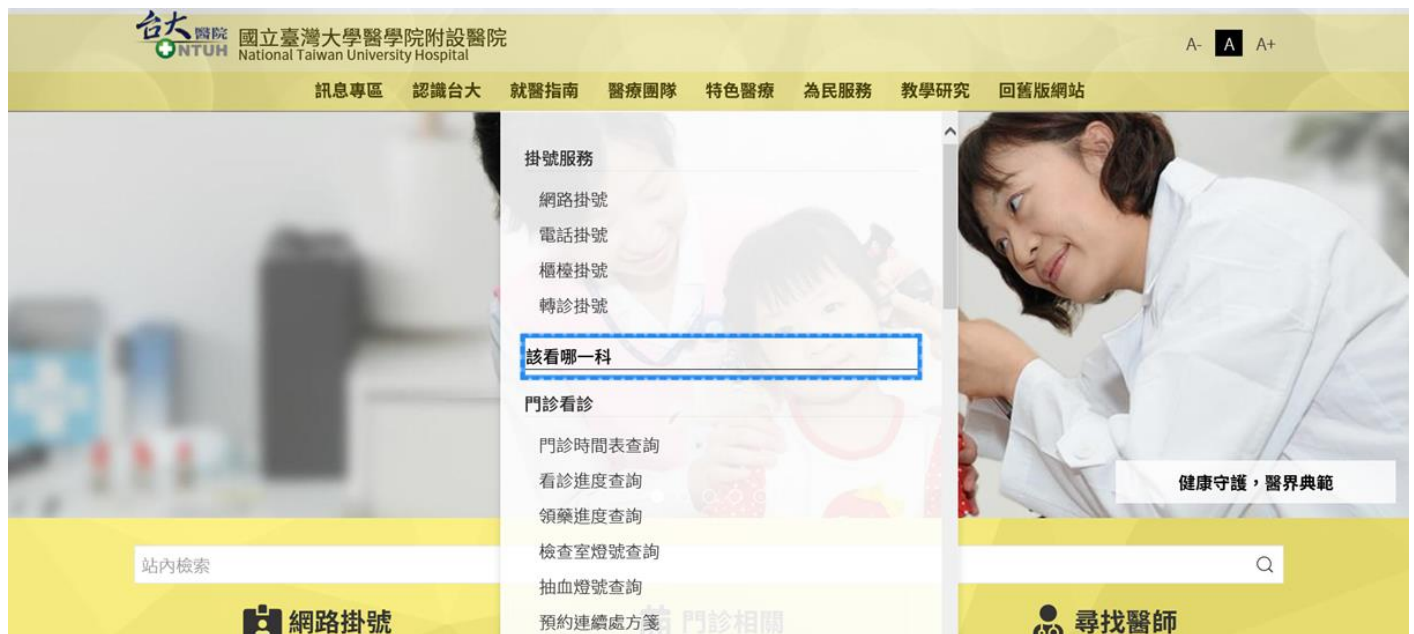 台大醫院
NTUH
國立臺灣大學醫學院附設醫院
National Taiwan University Hospital
A- A A+
訊息專區 認識台大 就醫指南 醫療團隊 特色醫療 為民服務 教學研究 回舊版網站
掛號服務
網路掛號
電話掛號
櫃檯掛號
轉診掛號
該看哪一科
門診看診
門診時間表查詢
看診進度查詢
領藥進度查詢
檢查室燈號查詢
抽血燈號查詢
預約連續處方箋
健康守護,醫界典範
站內檢索
網路掛號
門診相關
尋找醫師